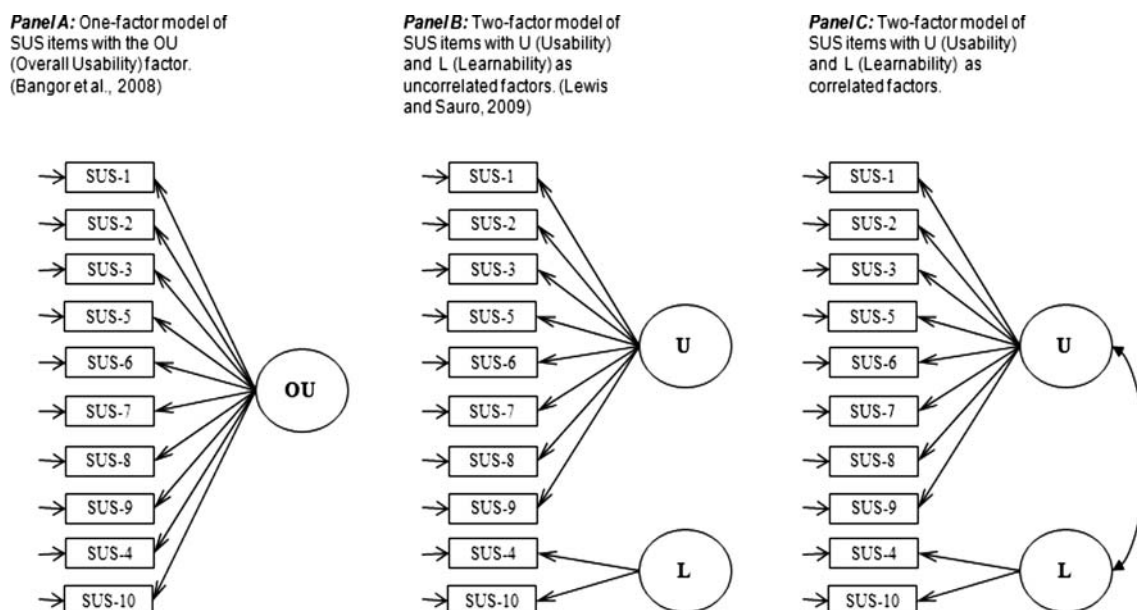 Panel A: One-factor model of
SUS items with the OU
(Overall Usability) factor.
(Bangor et al., 2008)
SUS-1
SUS-2
SUS-3
SUS-5
SUS-6
SUS-7
SUS-8
SUS-9
SUS-4
SUS-10
OU
Panel B: Two-factor model of
SUS items with U (Usability)
and L (Learnability) as
uncorrelated factors. (Lewis
and Sauro, 2009)
SUS-1
SUS-2
SUS-3
SUS-5
SUS-6
SUS-7
SUS-8
SUS-9
SUS-4
SUS-10
U
L
Panel C: Two-factor model of
SUS items with U (Usability)
and L (Learnability) as
correlated factors.
SUS-1
SUS-2
SUS-3
SUS-5
SUS-6
SUS-7
SUS-8
SUS-9
SUS-4
SUS-10
U
L